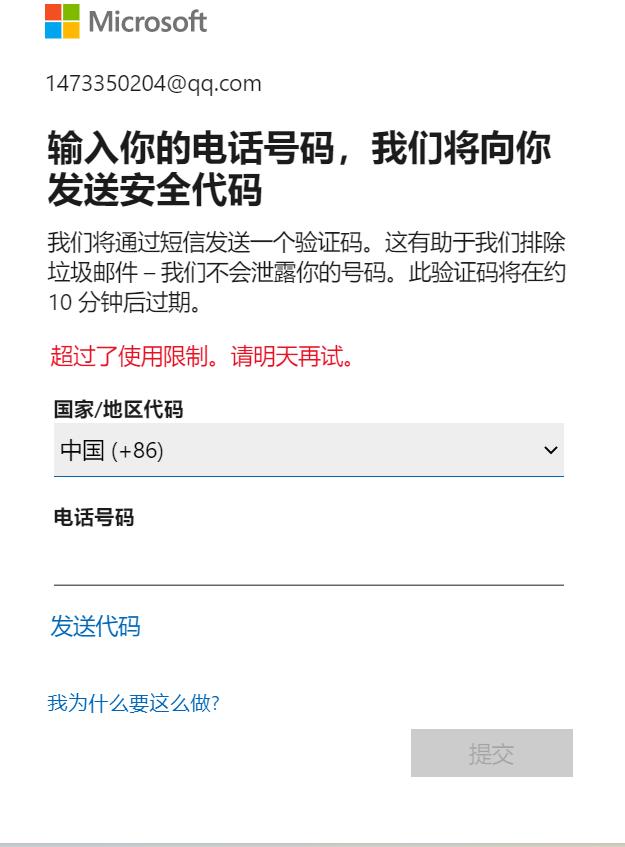 Microsoft
1473350204@qq.com
输入你的电话号码，我们将向你
发送安全代码
我们将通过短信发送一个验证码。这有助于我们排除
垃圾邮件 – 我们不会泄露你的号码。此验证码将在约
10 分钟后过期。
超过了使用限制。请明天再试。
国家/地区代码
中国 (+86)
电话号码
发送代码
我为什么要这么做?
提交